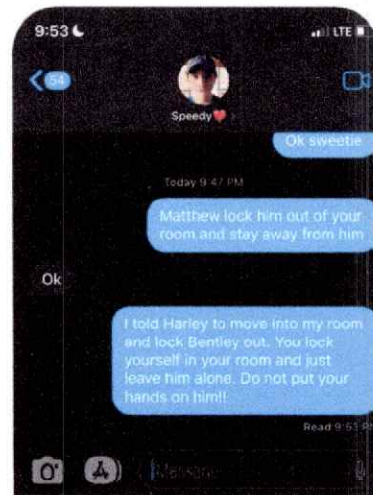 9:53
LTE
54
Speedy❤️
Ok sweetie
Today 9:47 PM
Matthew lock him out of your
room and stay away from him
Ok
I told Harley to move into my room
and lock Bentley out. You lock
yourself in your room and just
leave him alone. Do not put your
hands on him!!
Read 9:53 PM
iMessage